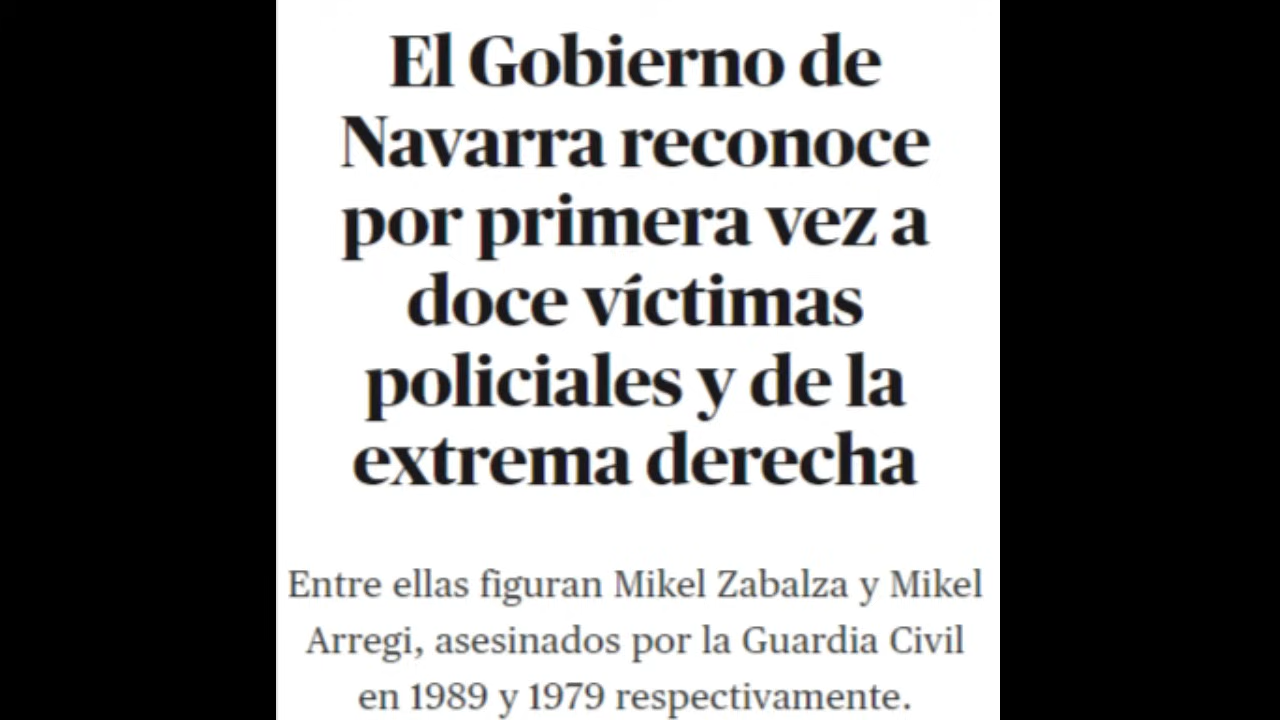 El Gobierno de
Navarra reconoce
por primera vez a
doce víctimas
policiales y de la
extrema derecha
Entre ellas figuran Mikel Zabalza y Mikel
Arregi, asesinados por la Guardia Civil
en 1989 y 1979 respectivamente.